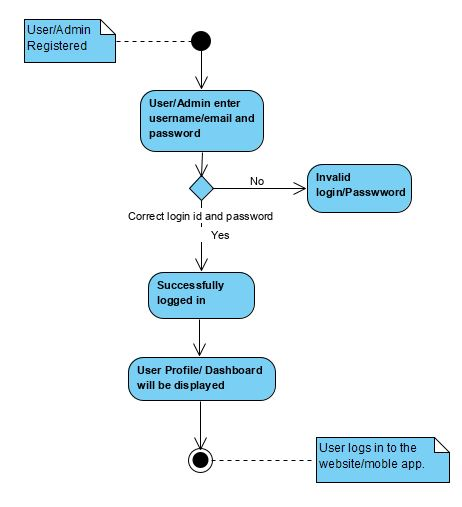 User/Admin
Registered
User/Admin enter
username/email and
password
No
Invalid
login/Passwword
Correct login id and password
Yes
Successfully
logged in
User Profile/ Dashboard
will be displayed
User logs in to the
website/moble app.